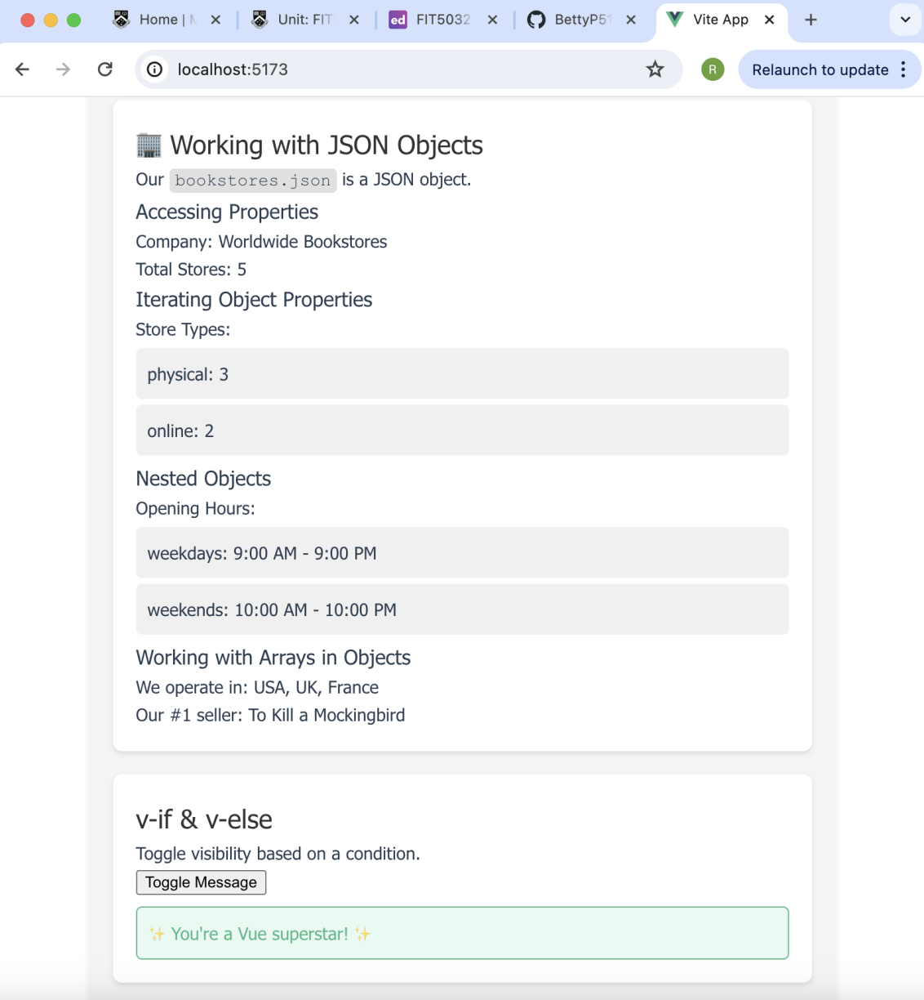 Home | M
Unit: FIT
ed
FIT5032
BettyP51
Vite App
localhost:5173
R
Relaunch to update
🏢 Working with JSON Objects
Our bookstores.json is a JSON object.
Accessing Properties
Company: Worldwide Bookstores
Total Stores: 5
Iterating Object Properties
Store Types:
physical: 3
online: 2
Nested Objects
Opening Hours:
weekdays: 9:00 AM - 9:00 PM
weekends: 10:00 AM - 10:00 PM
Working with Arrays in Objects
We operate in: USA, UK, France
Our #1 seller: To Kill a Mockingbird
v-if & v-else
Toggle visibility based on a condition.
Toggle Message
✨ You're a Vue superstar! ✨